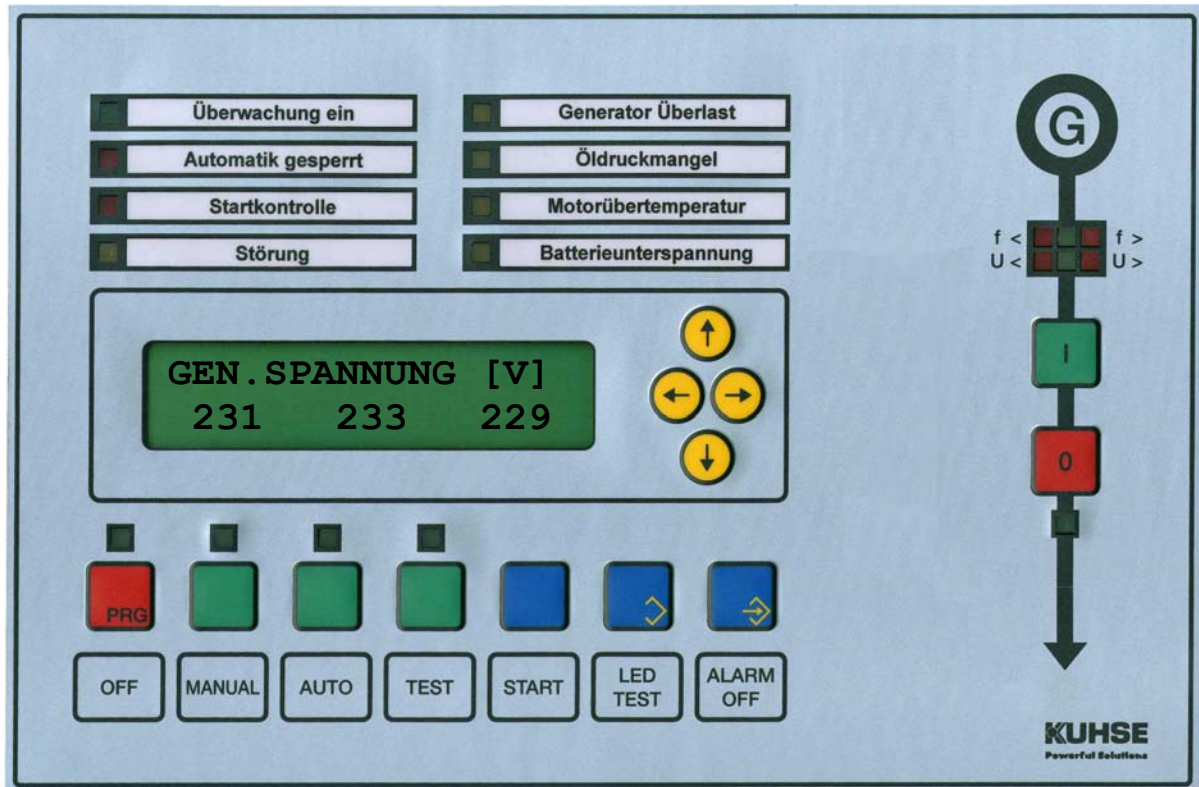 Überwachung ein
Automatik gesperrt
Startkontrolle
Störung
Generator Überlast
Öldruckmangel
Motorübertemperatur
Batterieunterspannung
G
f < f >
U < U >
I
0
GEN.SPANNUNG [V]
231 233 229
PRG
OFF
MANUAL
AUTO
TEST
START
LED
TEST
ALARM
OFF
KUHSE
Powerful Solutions